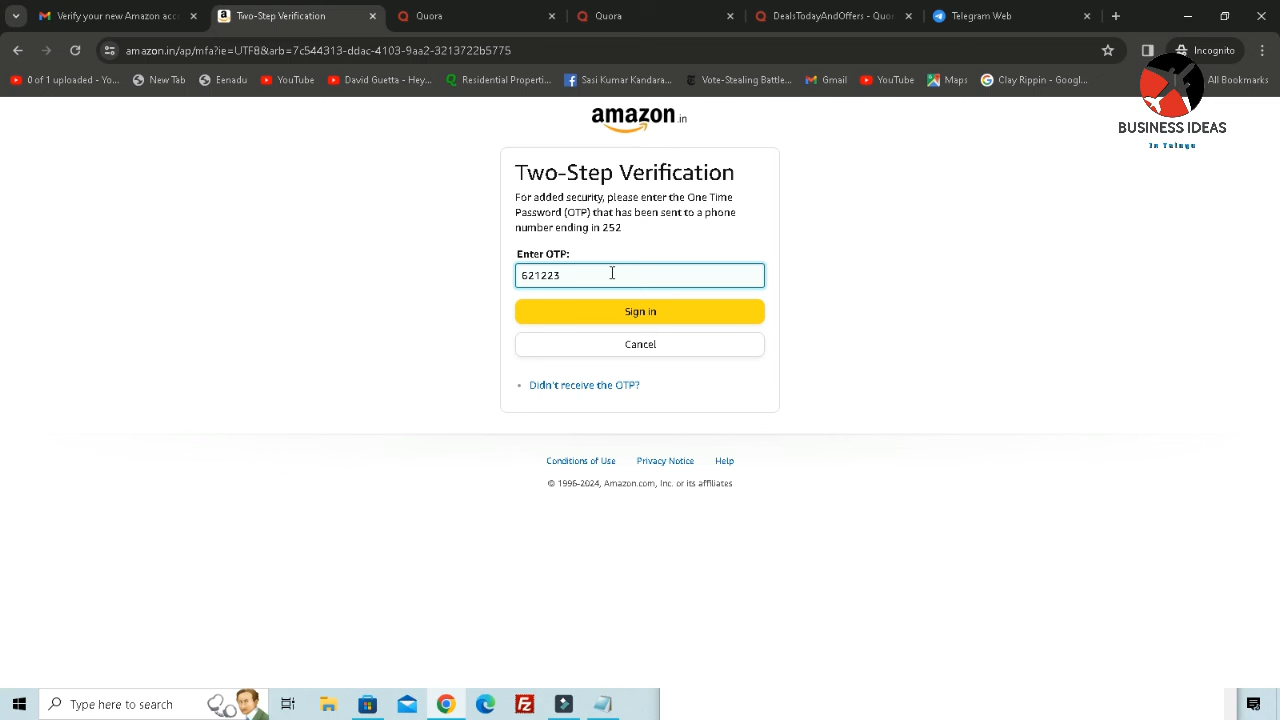 Verify your new Amazon acc
Two-Step Verification
Quora
Quora
DealsTodayAndOffers - Quor
Telegram Web
amazon.in/ap/mfa?ie=UTF8&arb=7c544313-ddac-4103-9aa2-3213722b5775
Incognito
0 of 1 uploaded - Yo...
New Tab
Eenadu
YouTube
David Guetta - Hey,...
Residential Properti...
Sasi Kumar Kandara...
Vote-Stealing Battle...
Gmail
YouTube
Maps
Clay Rippin - Googl...
All Bookmarks
BUSINESS IDEAS
In Telugu
amazon.in
Two-Step Verification
For added security, please enter the One Time
Password (OTP) that has been sent to a phone
number ending in 252
Enter OTP:
621223
Sign in
Cancel
Didn't receive the OTP?
Conditions of Use
Privacy Notice
Help
© 1996-2024, Amazon.com, Inc. or its affiliates
Type here to search